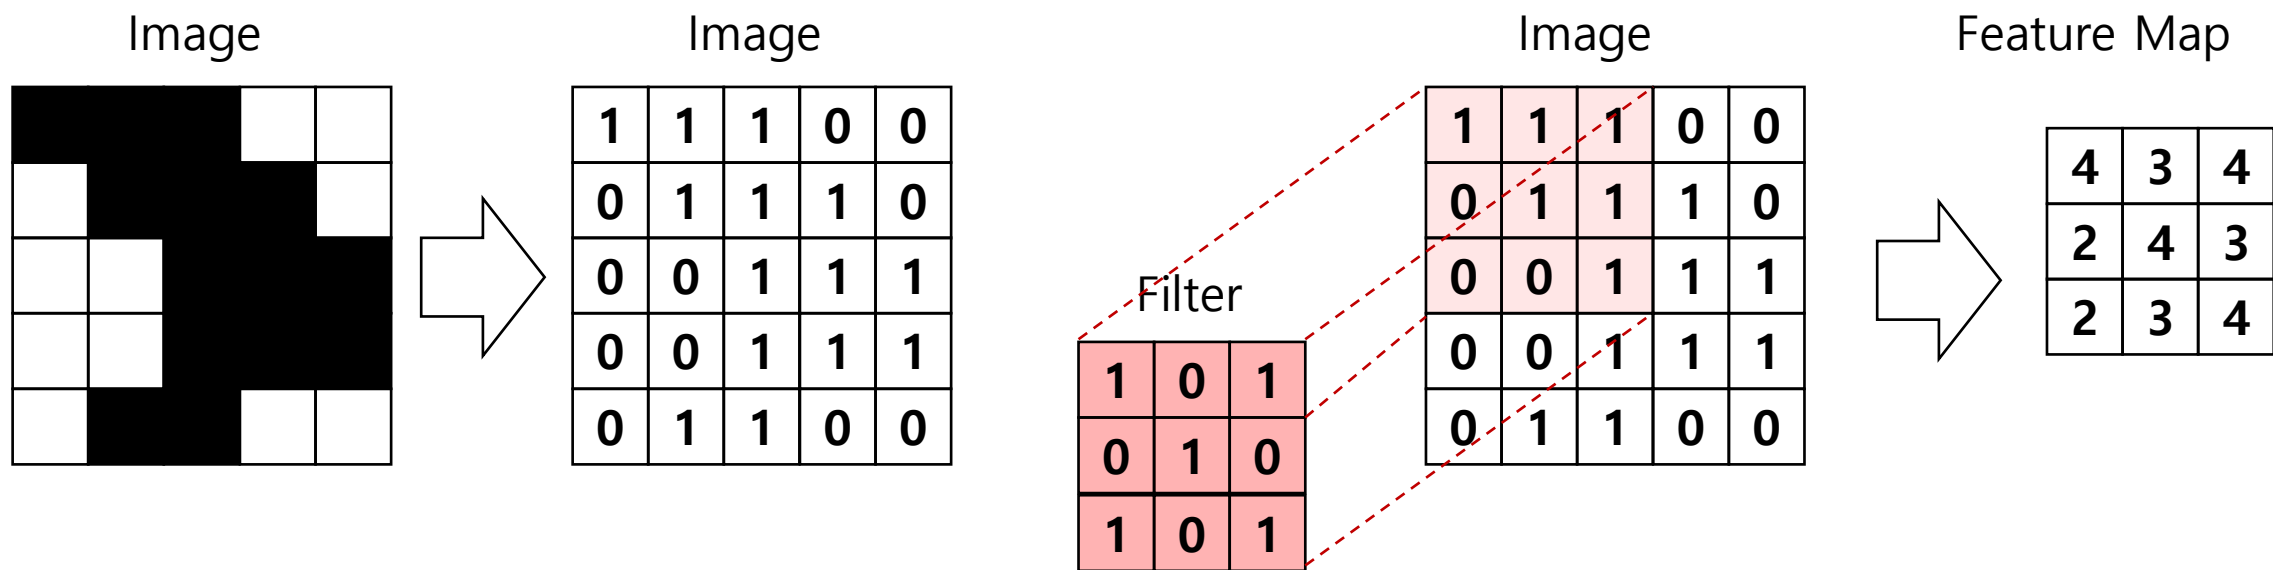 Image
1 1 1 0 0
0 1 1 1 0
0 0 1 1 1
0 0 1 1 1
0 1 1 0 0
Image
Filter
1 0 1
0 1 0
1 0 1
Image
1 1 1 0 0
0 1 1 1 0
0 0 1 1 1
0 0 1 1 1
0 1 1 0 0
Feature Map
4 3 4
2 4 3
2 3 4